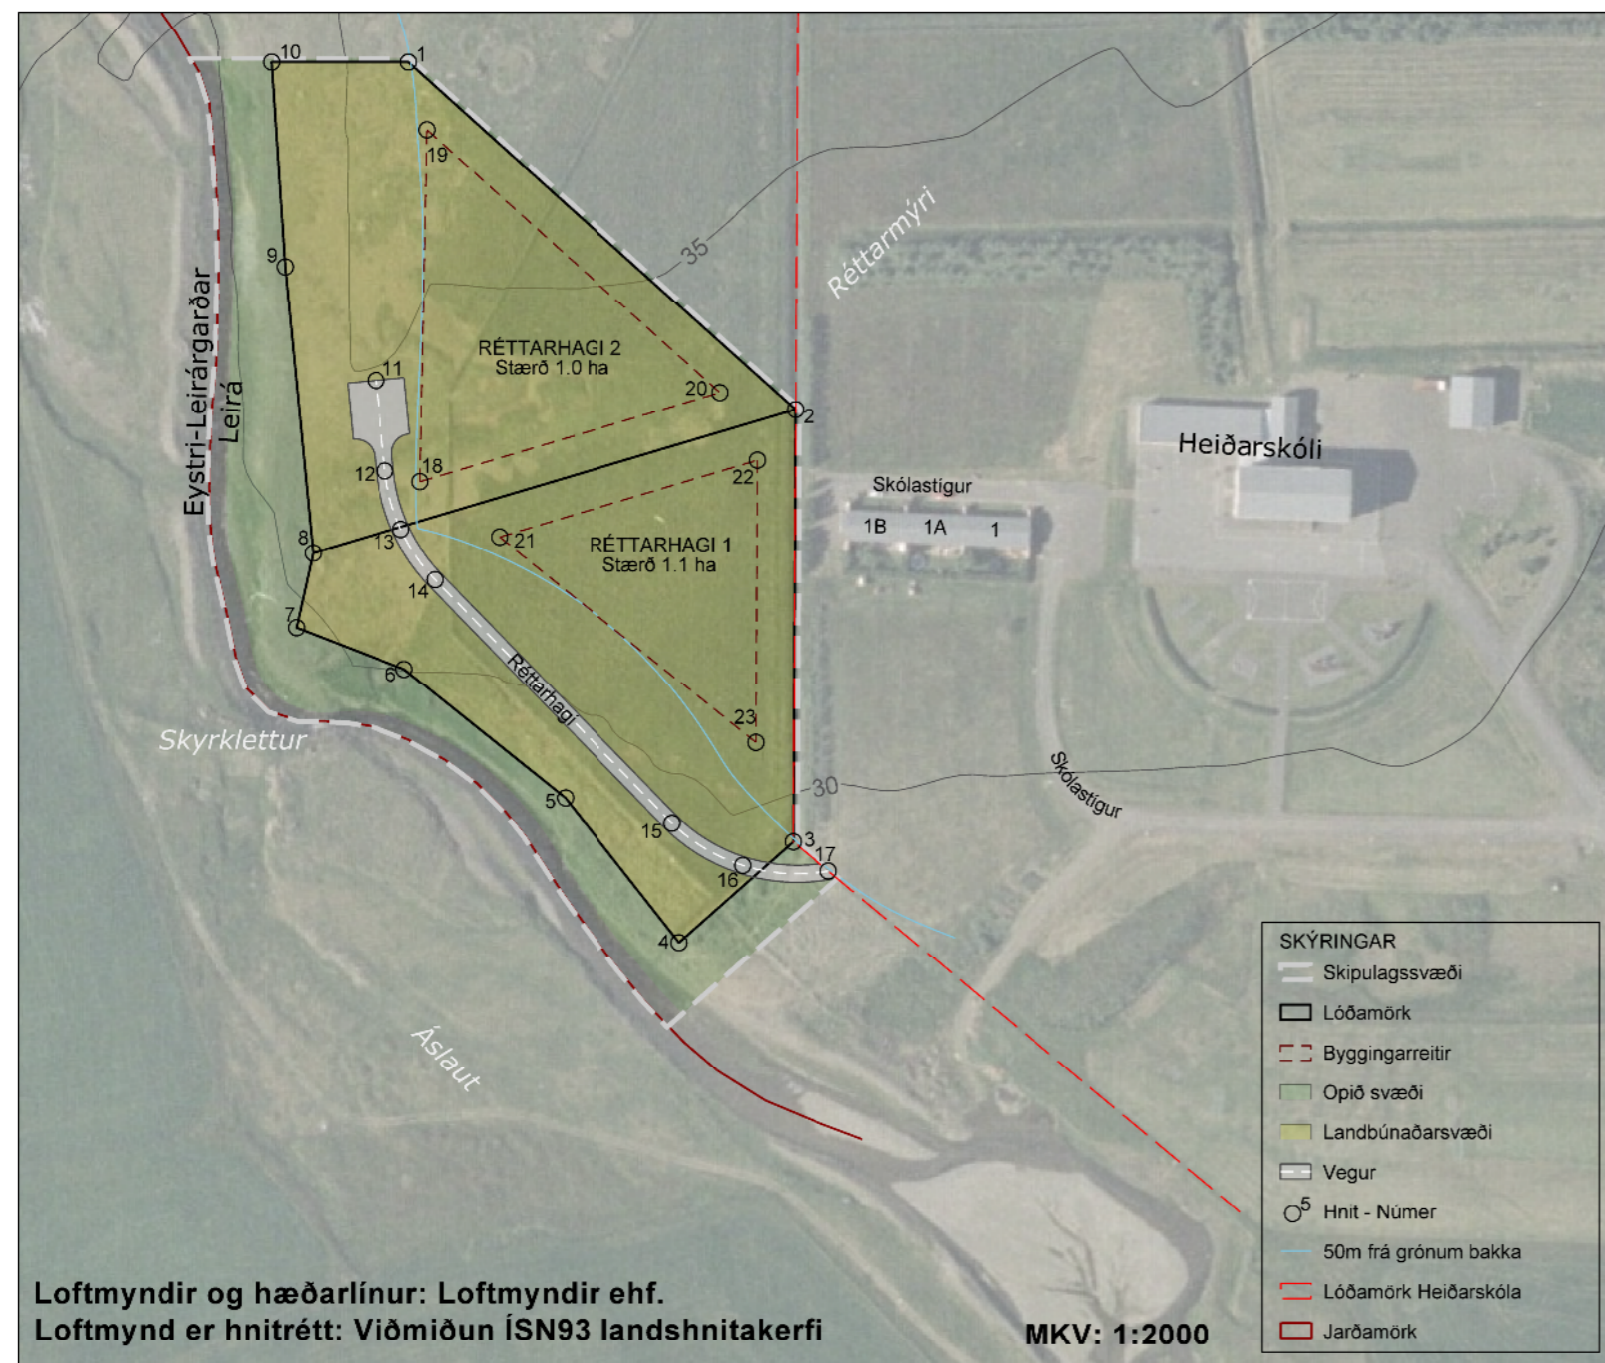 10
1
19
9
Réttarmýri
35
Eystri-Leirárgarðar
Leirá
RÉTTARHAGI 2
Stærð 1.0 ha
11
20
2
Heiðarskóli
12
18
22
Skólastígur
1B 1A 1
8
13
21
RÉTTARHAGI 1
Stærð 1.1 ha
14
7
6
Réttarhagi
Skyrklettur
23
30
Skólastígur
5
15
3
16
17
4
Áslaut
SKÝRINGAR
Skipulagssvæði
Lóðamörk
Byggingarreitir
Opið svæði
Landbúnaðarsvæði
Vegur
5 Hnit - Númer
50m frá grónum bakka
Lóðamörk Heiðarskóla
Jarðamörk
Loftmyndir og hæðarlínur: Loftmyndir ehf.
Loftmynd er hnitrétt: Viðmiðun ÍSN93 landshnitakerfi
MKV: 1:2000